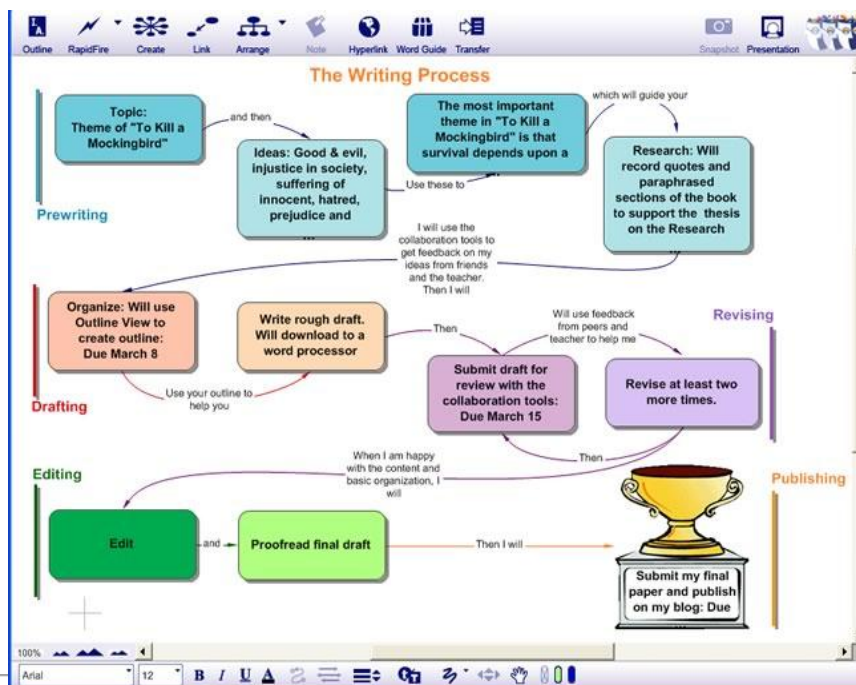 Outline RapidFire Create Link Arrange Note Hyperlink Word Guide Transfer Snapshot Presentation
The Writing Process
Topic:
Theme of "To Kill a
Mockingbird"
and then
Ideas: Good & evil,
injustice in society,
suffering of
innocent, hatred,
prejudice and
...
Use these to
The most important
theme in "To Kill a
Mockingbird" is that
survival depends upon a
...
which will guide your
Research: Will
record quotes and
paraphrased
sections of the book
to support the thesis
on the Research
...
Prewriting
I will use the
collaboration tools to
get feedback on my
ideas from friends
and the teacher.
Then I will
Organize: Will use
Outline View to
create outline:
Due March 8
Use your outline to
help you
Write rough draft.
Will download to a
word processor
Drafting
Then
Submit draft for
review with the
collaboration tools:
Due March 15
Will use feedback
from peers and
teacher to help me
Revise at least two
more times.
Then
Revising
When I am happy
with the content and
basic organization, I
will
Editing
Edit
and
Proofread final draft
Then I will
Submit my final
paper and publish
on my blog: Due
Publishing
100%
Arial 12 B I U A